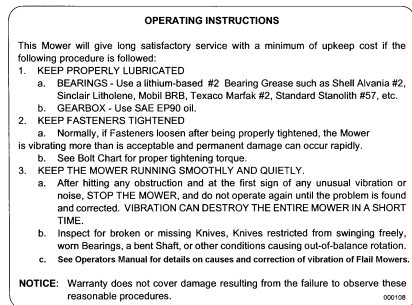 OPERATING INSTRUCTIONS
This Mower will give long satisfactory service with a minimum of upkeep cost if the
following procedure is followed:
1. KEEP PROPERLY LUBRICATED
a. BEARINGS - Use a lithium-based #2 Bearing Grease such as Shell Alvania #2,
Sinclair Litholene, Mobil BRB, Texaco Marfak #2, Standard Stanolith #57, etc.
b. GEARBOX - Use SAE EP90 oil.
2. KEEP FASTENERS TIGHTENED
a. Normally, if Fasteners loosen after being properly tightened, the Mower
is vibrating more than is acceptable and permanent damage can occur rapidly.
b. See Bolt Chart for proper tightening torque.
3. KEEP THE MOWER RUNNING SMOOTHLY AND QUIETLY.
a. After hitting any obstruction and at the first sign of any unusual vibration or
noise, STOP THE MOWER, and do not operate again until the problem is found
and corrected. VIBRATION CAN DESTROY THE ENTIRE MOWER IN A SHORT
TIME.
b. Inspect for broken or missing Knives, Knives restricted from swinging freely,
worn Bearings, a bent Shaft, or other conditions causing out-of-balance rotation.
c. See Operators Manual for details on causes and correction of vibration of Flail Mowers.
NOTICE: Warranty does not cover damage resulting from the failure to observe these
reasonable procedures. 000108